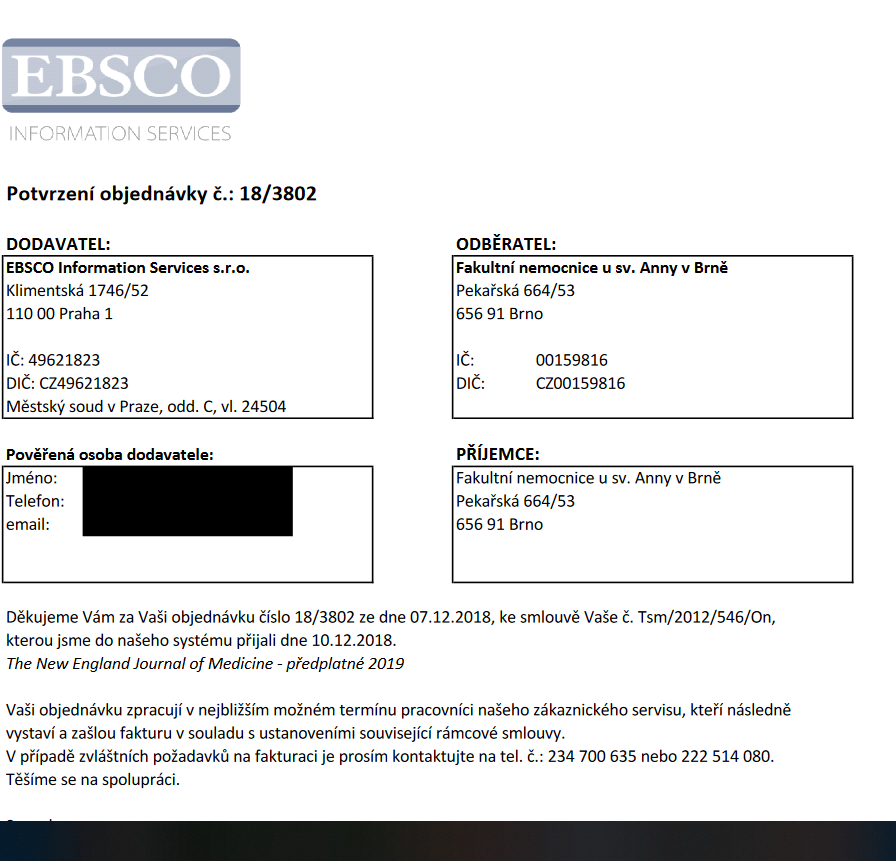 EBSCO
INFORMATION SERVICES
Potvrzení objednávky č.: 18/3802
DODAVATEL:
EBSCO Information Services s.r.o.
Klimentská 1746/52
110 00 Praha 1
IČ: 49621823
DIČ: CZ49621823
Městský soud v Praze, odd. C, vl. 24504
ODBĚRATEL:
Fakultní nemocnice u sv. Anny v Brně
Pekařská 664/53
656 91 Brno
IČ: 00159816
DIČ: CZ00159816
Pověřená osoba dodavatele:
Jméno:
Telefon:
email:
PŘÍJEMCE:
Fakultní nemocnice u sv. Anny v Brně
Pekařská 664/53
656 91 Brno
Děkujeme Vám za Vaši objednávku číslo 18/3802 ze dne 07.12.2018, ke smlouvě Vaše č. Tsm/2012/546/On,
kterou jsme do našeho systému přijali dne 10.12.2018.
The New England Journal of Medicine - předplatné 2019
Vaši objednávku zpracují v nejbližším možném termínu pracovníci našeho zákaznického servisu, kteří následně
vystaví a zašlou fakturu v souladu s ustanoveními související rámcové smlouvy.
V případě zvláštních požadavků na fakturaci je prosím kontaktujte na tel. č.: 234 700 635 nebo 222 514 080.
Těšíme se na spolupráci.